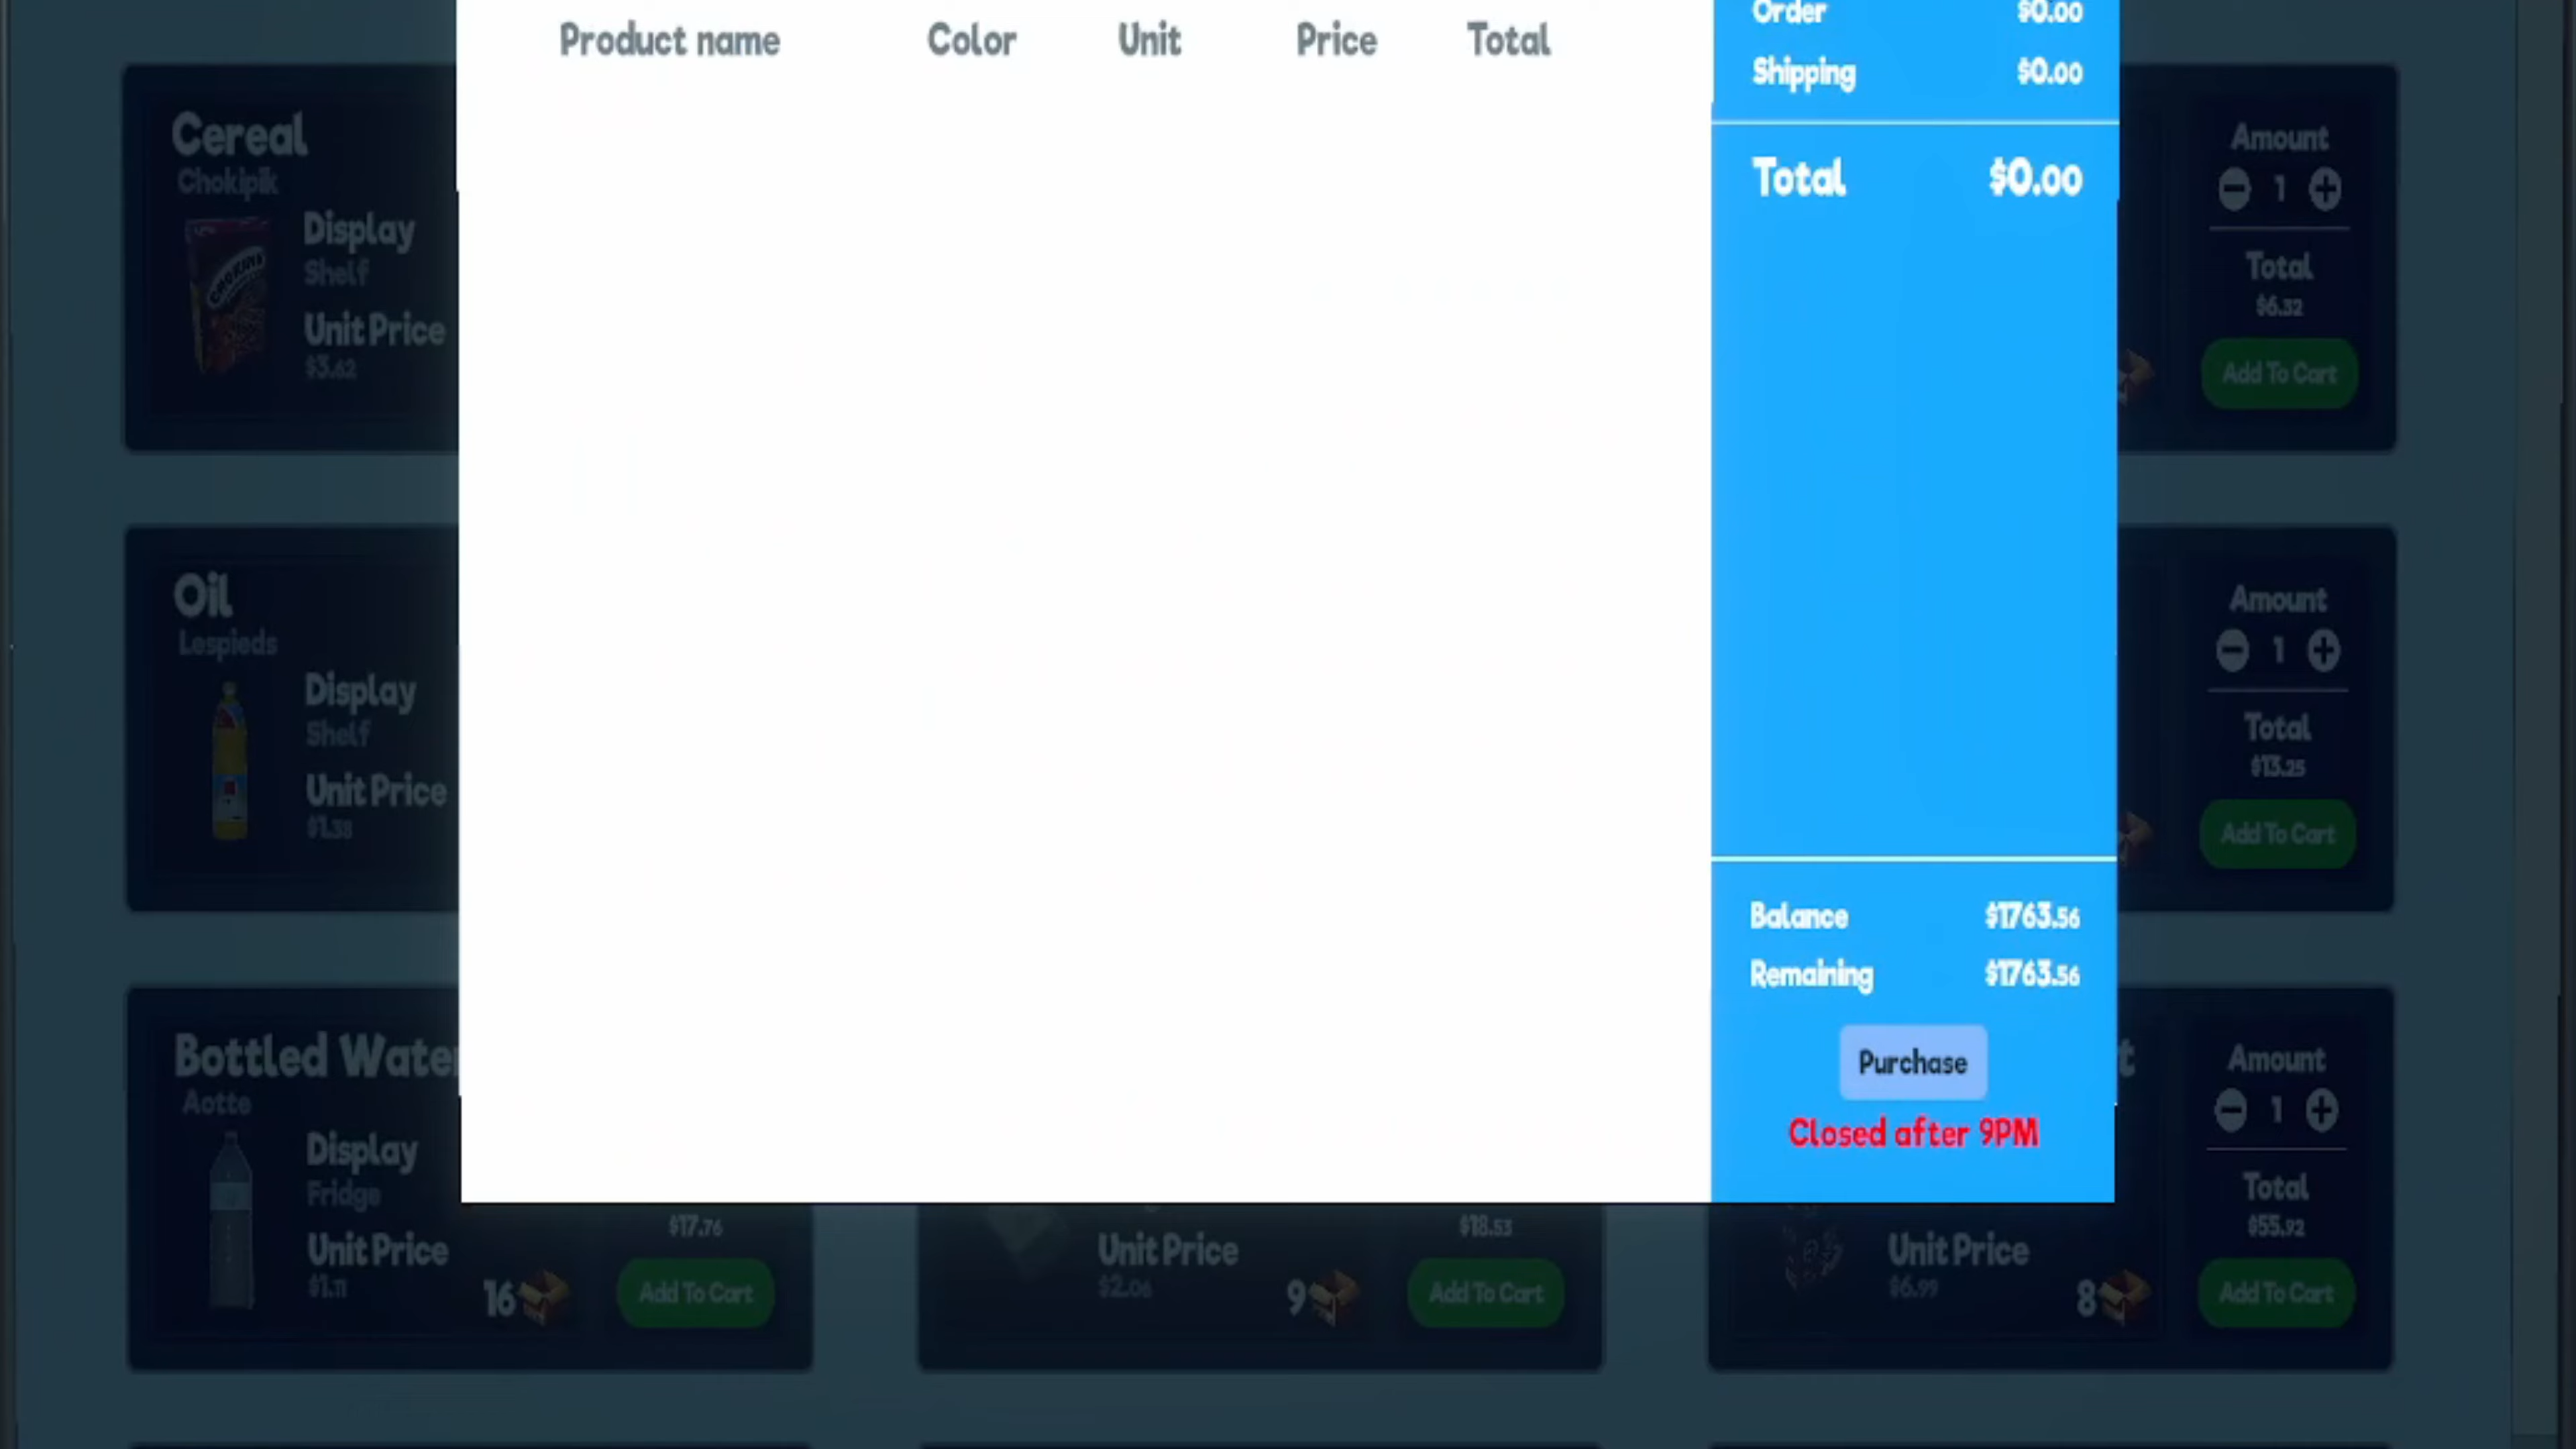 Product name Color Unit Price Total
Order $0.00
Shipping $0.00
Total $0.00
Balance $1763.56
Remaining $1763.56
Purchase
Closed after 9PM
Cereal
Chokipik
Display
Shelf
Unit Price
$3.62
Amount
1
Total
$6.32
Add To Cart
Oil
Lespieds
Display
Shelf
Unit Price
$1.38
Amount
1
Total
$13.25
Add To Cart
Bottled Water
Aotte
Display
Fridge
Unit Price
$1.11
16
$17.76
Add To Cart
Unit Price
$2.06
9
$18.53
Add To Cart
t
Unit Price
$6.99
8
Amount
1
Total
$55.92
Add To Cart